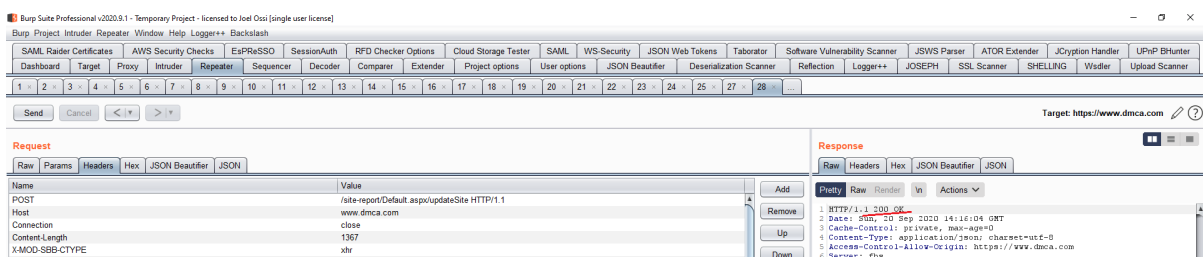 Burp Suite Professional v2020.9.1 - Temporary Project - licensed to Joel Ossi [single user license]
Burp Project Intruder Repeater Window Help Logger++ Backslash
SAML Raider Certificates AWS Security Checks EsPReSSO SessionAuth RFD Checker Options Cloud Storage Tester SAML WS-Security JSON Web Tokens Taborator Software Vulnerability Scanner JSWS Parser ATOR Extender JCryption Handler UPnP BHunter
Dashboard Target Proxy Intruder Repeater Sequencer Decoder Comparer Extender Project options User options JSON Beautifier Deserialization Scanner Reflection Logger++ JOSEPH SSL Scanner SHELLING Wsdler Upload Scanner
1 × 2 × 3 × 4 × 5 × 6 × 7 × 8 × 9 × 10 × 11 × 12 × 13 × 14 × 15 × 16 × 17 × 18 × 19 × 20 × 21 × 22 × 23 × 24 × 25 × 27 × 28 × ...
Send Cancel < > Target: https://www.dmca.com ?
Request
Raw Params Headers Hex JSON Beautifier JSON
Name Value
POST /site-report/Default.aspx/updateSite HTTP/1.1
Host www.dmca.com
Connection close
Content-Length 1367
X-MOD-SBB-CTYPE xhr
Add
Remove
Up
Down
Response
Raw Headers Hex JSON Beautifier JSON
Pretty Raw Render \n Actions
1 HTTP/1.1 200 OK
2 Date: Sun, 20 Sep 2020 14:16:04 GMT
3 Cache-Control: private, max-age=0
4 Content-Type: application/json; charset=utf-8
5 Access-Control-Allow-Origin: https://www.dmca.com
6 Server: fbs